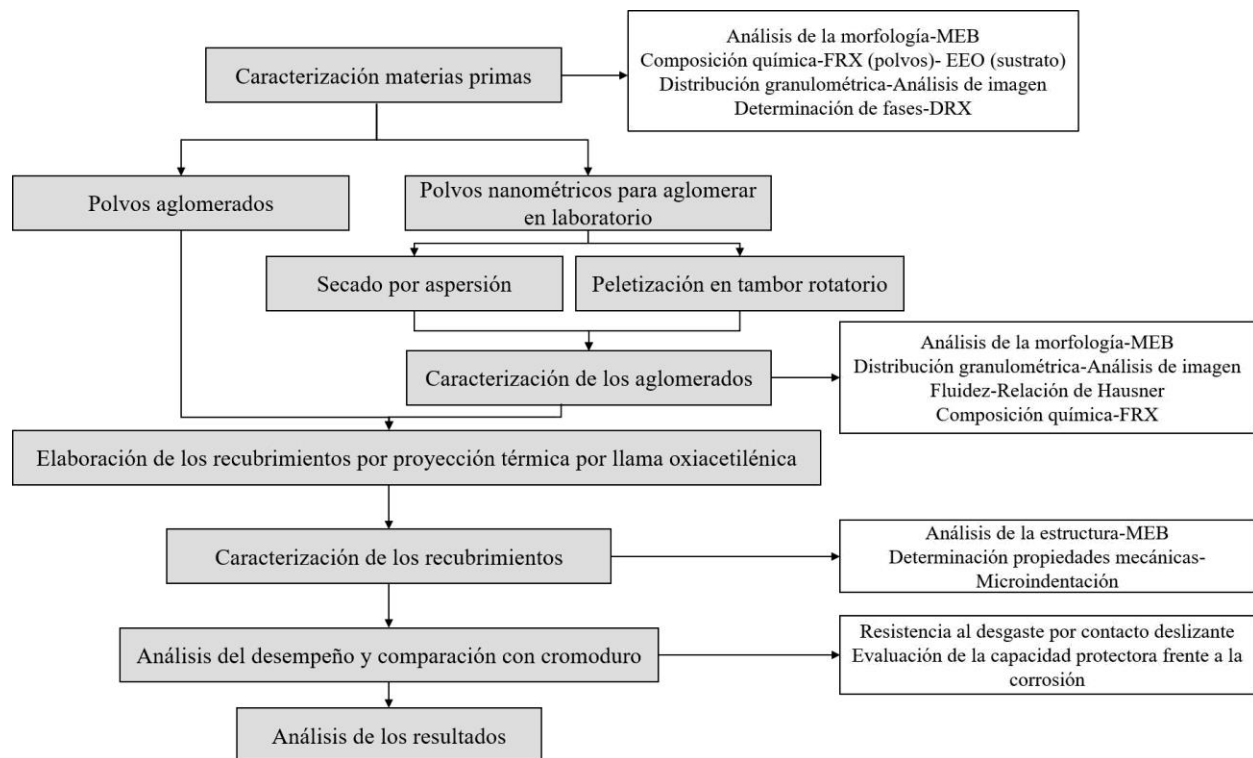 Análisis de la morfología-MEB
Composición química-FRX (polvos)- EEO (sustrato)
Distribución granulométrica-Análisis de imagen
Determinación de fases-DRX
Caracterización materias primas
Polvos aglomerados
Polvos nanométricos para aglomerar
en laboratorio
Secado por aspersión
Peletización en tambor rotatorio
Caracterización de los aglomerados
Análisis de la morfología-MEB
Distribución granulométrica-Análisis de imagen
Fluidez-Relación de Hausner
Composición química-FRX
Elaboración de los recubrimientos por proyección térmica por llama oxiacetilénica
Caracterización de los recubrimientos
Análisis de la estructura-MEB
Determinación propiedades mecánicas-
Microindentación
Análisis del desempeño y comparación con cromoduro
Resistencia al desgaste por contacto deslizante
Evaluación de la capacidad protectora frente a la
corrosión
Análisis de los resultados